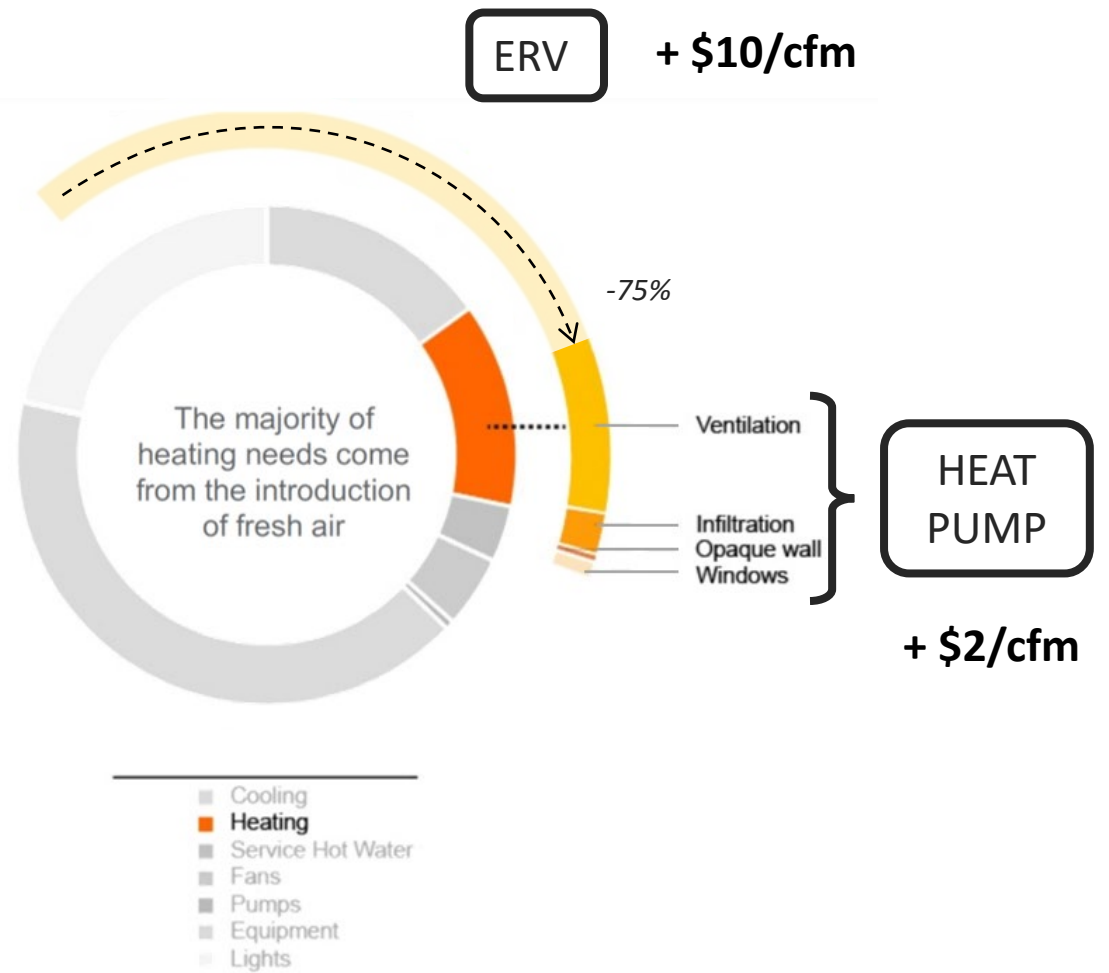 ERV
+ $10/cfm
-75%
The majority of
heating needs come
from the introduction
of fresh air
Ventilation
Infiltration
Opaque wall
Windows
HEAT
PUMP
+ $2/cfm
Cooling
Heating
Service Hot Water
Fans
Pumps
Equipment
Lights